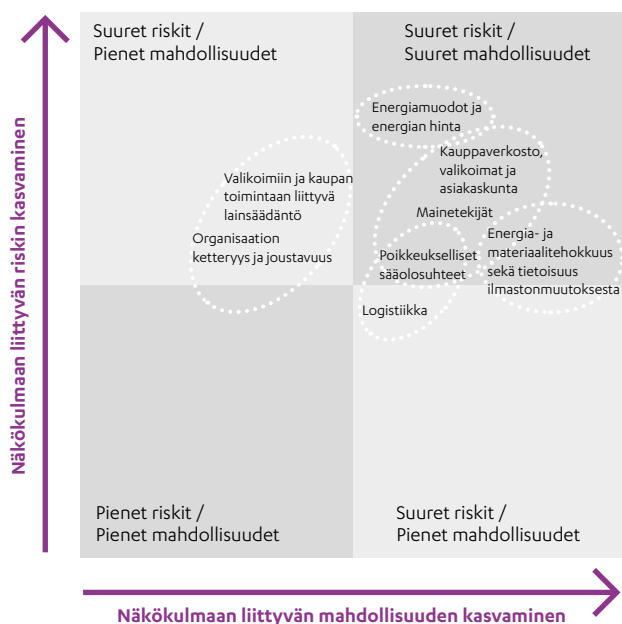 Näkökulmaan liittyvän riskin kasvaminen
Suuret riskit /
Pienet mahdollisuudet
Suuret riskit /
Suuret mahdollisuudet
Energiamuodot ja
energian hinta
Kauppaverkosto,
valikoimat ja
asiakaskunta
Valikoimiin ja kaupan
toimintaan liittyvä
lainsäädäntö
Mainetekijät
Organisaation
ketteryys ja joustavuus
Poikkeukselliset
sääolosuhteet
Energia- ja
materiaalitehokkuus
sekä tietoisuus
ilmastonmuutoksesta
Logistiikka
Pienet riskit /
Pienet mahdollisuudet
Suuret riskit /
Pienet mahdollisuudet
Näkökulmaan liittyvän mahdollisuuden kasvaminen